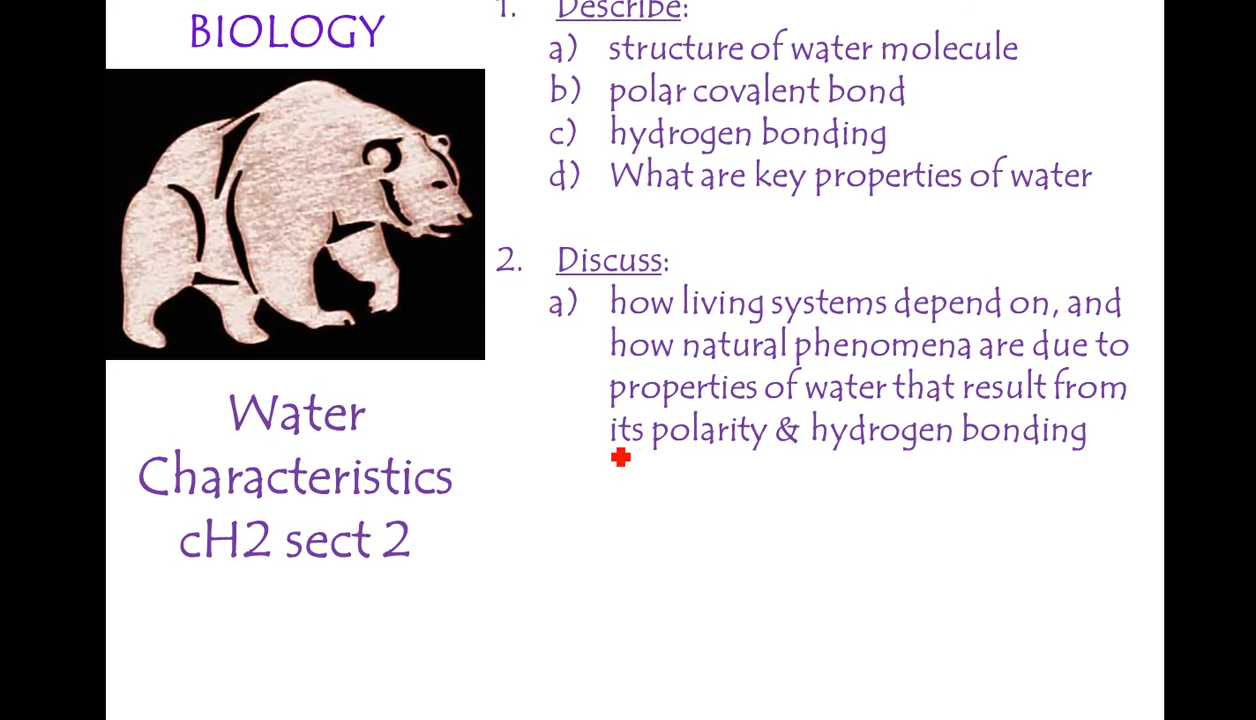 BIOLOGY
Water
Characteristics
cH2 sect 2
1. Describe:
a) structure of water molecule
b) polar covalent bond
c) hydrogen bonding
d) What are key properties of water
2. Discuss:
a) how living systems depend on, and
how natural phenomena are due to
properties of water that result from
its polarity & hydrogen bonding